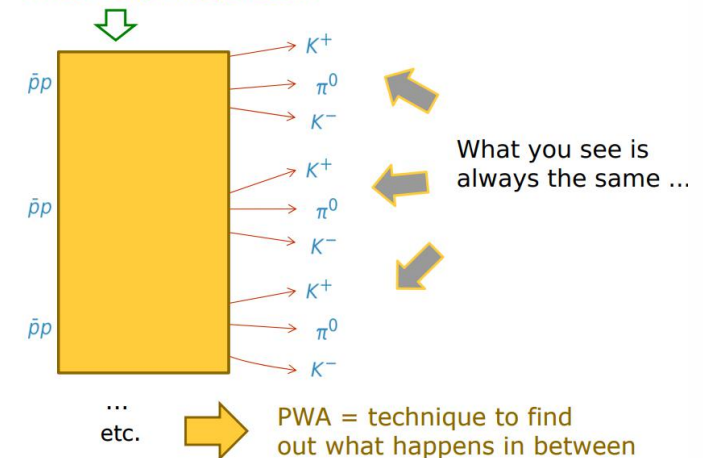 K⁺
p̄p
π⁰
K⁻
What you see is
always the same ...
K⁺
p̄p
π⁰
K⁻
K⁺
p̄p
π⁰
K⁻
...
etc.
PWA = technique to find
out what happens in between